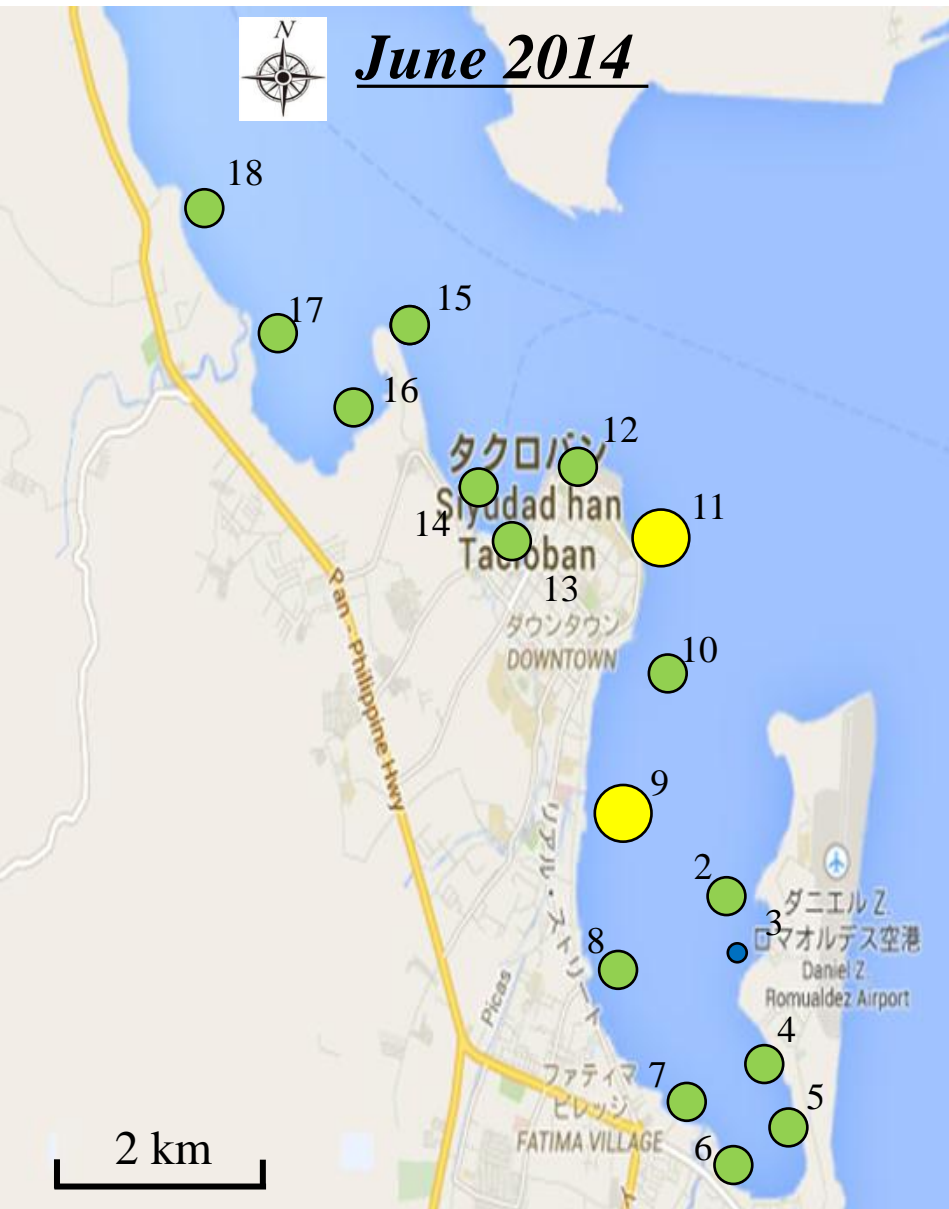 N
June 2014
18
15
17
16
12
タクロバン
Siyudad han
Tacloban
11
14
13
ダウンタウン
DOWNTOWN
10
Pan - Philippine Hwy
9
リアル・ストリート
2
ダニエル Z.
3
ロマオルデス空港
Daniel Z.
Romualdez Airport
8
Picas
4
ファティマ
ビレッジ
FATIMA VILLAGE
7
5
6
2 km